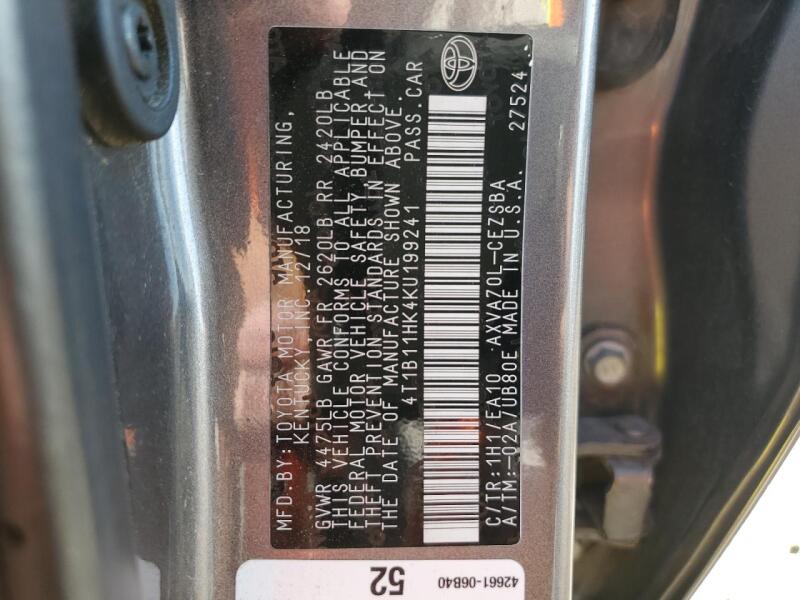 MFD.BY:TOYOTA MOTOR MANUFACTURING,
KENTUCKY, INC. 12/18
GVWR 4475LB GAWR FR 2620LB RR 2420LB
THIS VEHICLE CONFORMS TO ALL APPLICABLE
FEDERAL MOTOR VEHICLE SAFETY, BUMPER, AND
THEFT PREVENTION STANDARDS IN EFFECT ON
THE DATE OF MANUFACTURE SHOWN ABOVE.
4T1B11HK4KU199241 PASS.CAR
C/TR:1H1/EA10 AXVA70L-CEZSBA
A/TM:-02A/UB80E MADE IN U.S.A. 27524
52
42661-06B40